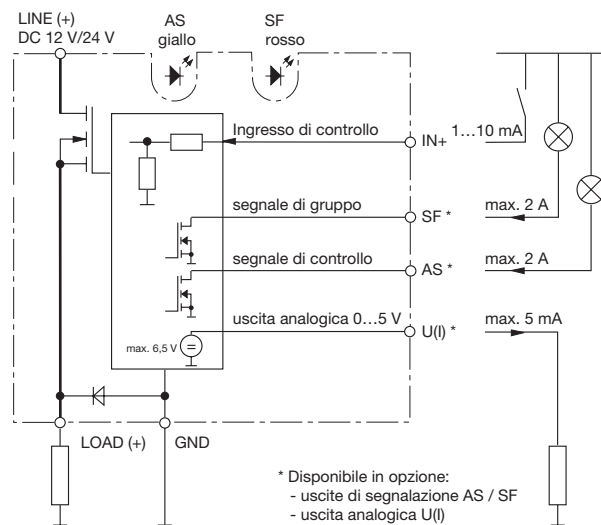 LINE (+)
DC 12 V/24 V
AS
giallo
SF
rosso
Ingresso di controllo
IN+
1...10 mA
segnale di gruppo
SF *
max. 2 A
segnale di controllo
AS *
max. 2 A
uscita analogica 0...5 V
U(I) *
max. 5 mA
max. 6,5 V
LOAD (+)
GND
* Disponibile in opzione:
- uscite di segnalazione AS / SF
- uscita analogica U(I)